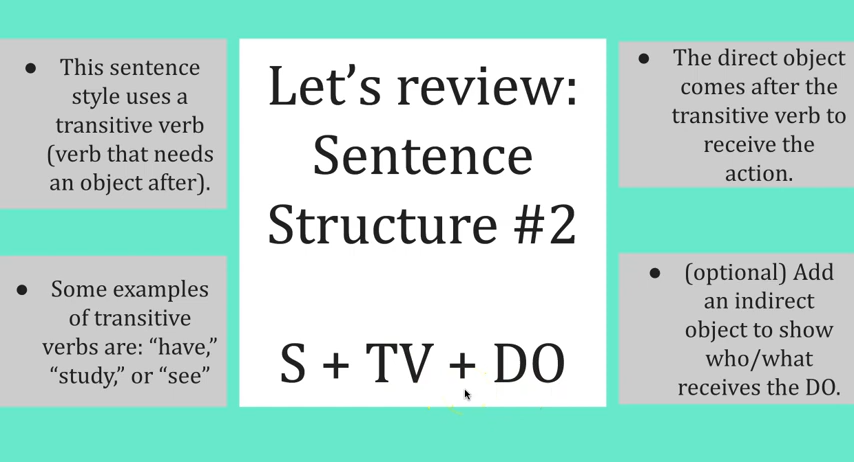 • This sentence
style uses a
transitive verb
(verb that needs
an object after).
• Some examples
of transitive
verbs are: “have,”
“study,” or “see”
Let’s review:
Sentence
Structure #2
S + TV + DO
• The direct object
comes after the
transitive verb to
receive the
action.
• (optional) Add
an indirect
object to show
who/what
receives the DO.